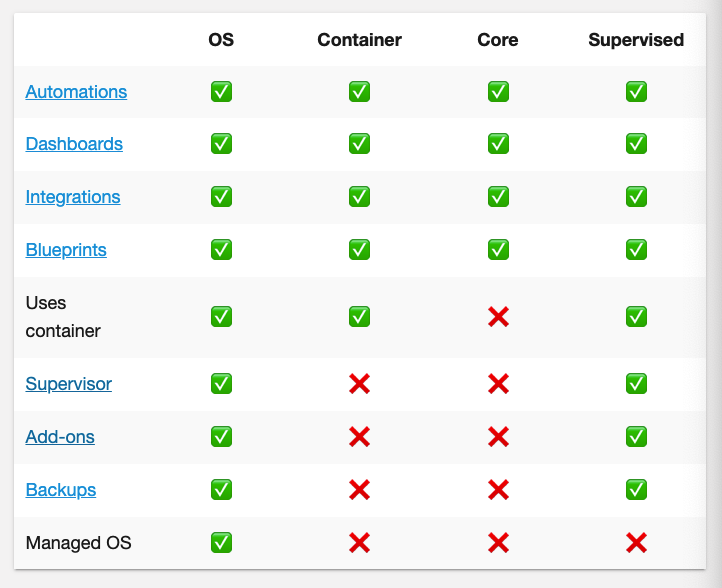 OS Container Core Supervised
Automations ✅ ✅ ✅ ✅
Dashboards ✅ ✅ ✅ ✅
Integrations ✅ ✅ ✅ ✅
Blueprints ✅ ✅ ✅ ✅
Uses
container ✅ ✅ ❌ ✅
Supervisor ✅ ❌ ❌ ✅
Add-ons ✅ ❌ ❌ ✅
Backups ✅ ❌ ❌ ✅
Managed OS ✅ ❌ ❌ ❌